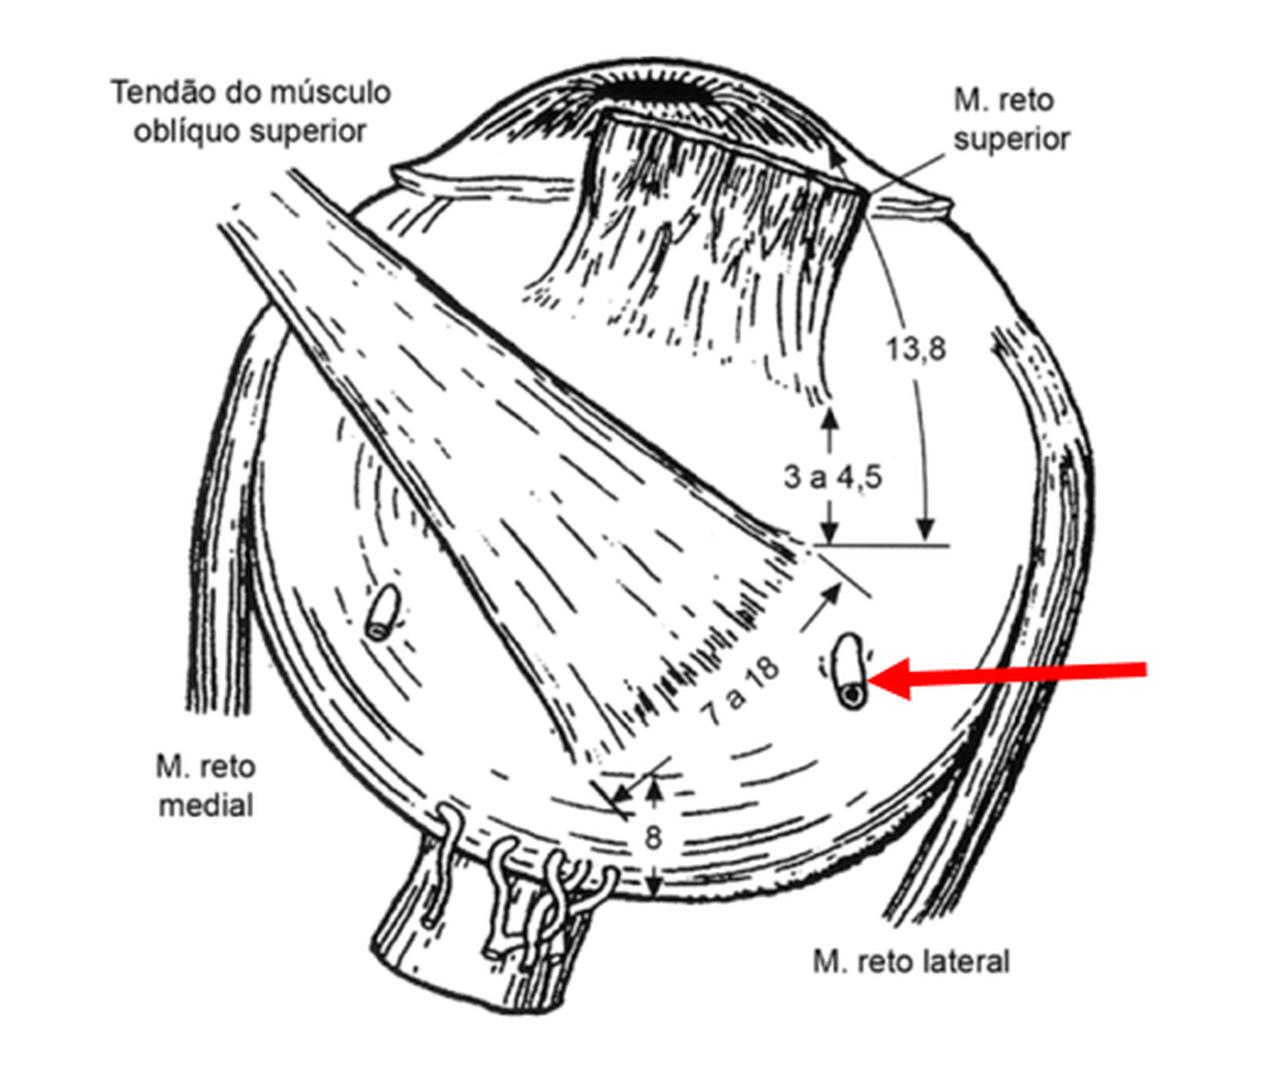 Tendão do músculo
oblíquo superior
M. reto
superior
13,8
3 a 4,5
7 a 18
8
M. reto
medial
M. reto lateral